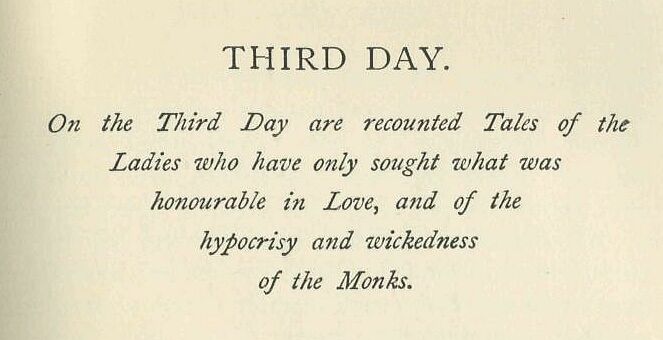 THIRD DAY.
On the Third Day are recounted Tales of the
Ladies who have only sought what was
honourable in Love, and of the
hypocrisy and wickedness
of the Monks.